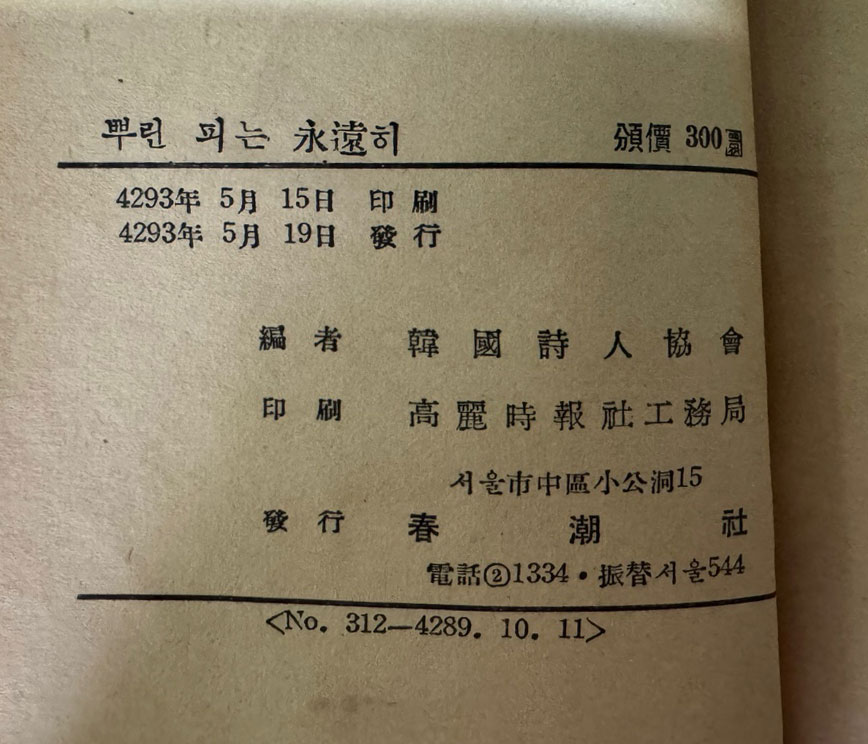 뿌린 피는 永遠히 頒價 300圜
4293年 5月 15日 印刷
4293年 5月 19日 發行
編者 韓國詩人協會
印刷 高麗時報社工務局
서울市中區小公洞15
發行 春潮社
電話②1334·振替서울544
<No. 312—4289. 10. 11>